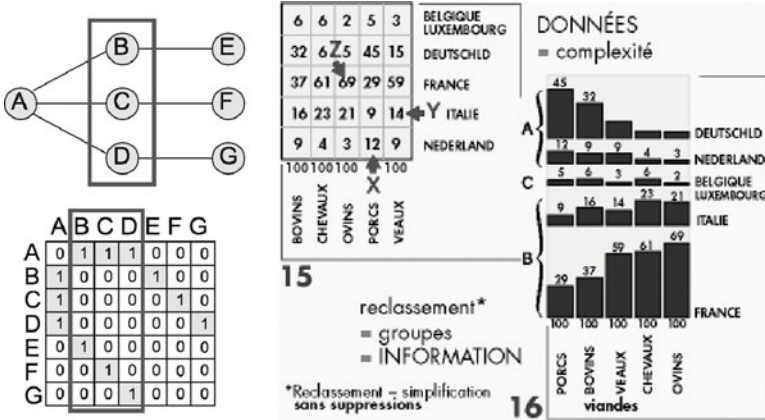 B E
A C F
D G
A B C D E F G
A 0 1 1 1 0 0 0
B 1 0 0 0 1 0 0
C 1 0 0 0 0 1 0
D 1 0 0 0 0 0 1
E 0 1 0 0 0 0 0
F 0 0 1 0 0 0 0
G 0 0 0 1 0 0 0
6 6 2 5 3 BELGIQUE
LUXEMBOURG
32 6 Z 5 45 15 DEUTSCHLD
37 61 69 29 59 FRANCE
16 23 21 9 14 Y ITALIE
9 4 3 12 9 NEDERLAND
100 100 100 100
X
BOVINS
CHEVAUX
OVINS
PORCS
VEAUX
15
reclassement*
= groupes
= INFORMATION
*Reclassement = simplification
sans suppressions
DONNÉES
= complexité
45
32
A DEUTSCHLD
12 9 9 4 3
NEDERLAND
C 5 6 3 6 2 BELGIQUE
LUXEMBOURG
9 16 14 23 21
ITALIE
B
29 37 59 61 69
FRANCE
100 100 100 100 100
PORCS
BOVINS
VEAUX
CHEVAUX
OVINS
16 viandes